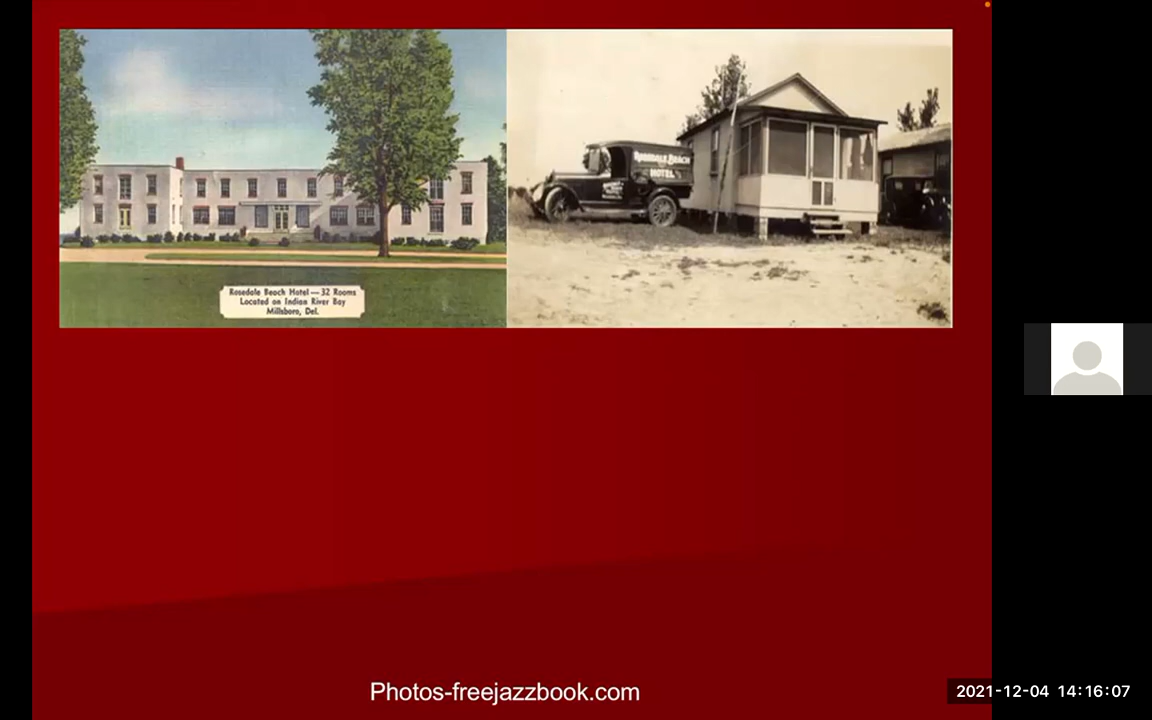 Rosedale Beach Hotel — 32 Rooms
Located on Indian River Bay
Millsboro, Del.
ROSEDALE BEACH
HOTEL
Photos-freejazzbook.com
2021-12-04 14:16:07